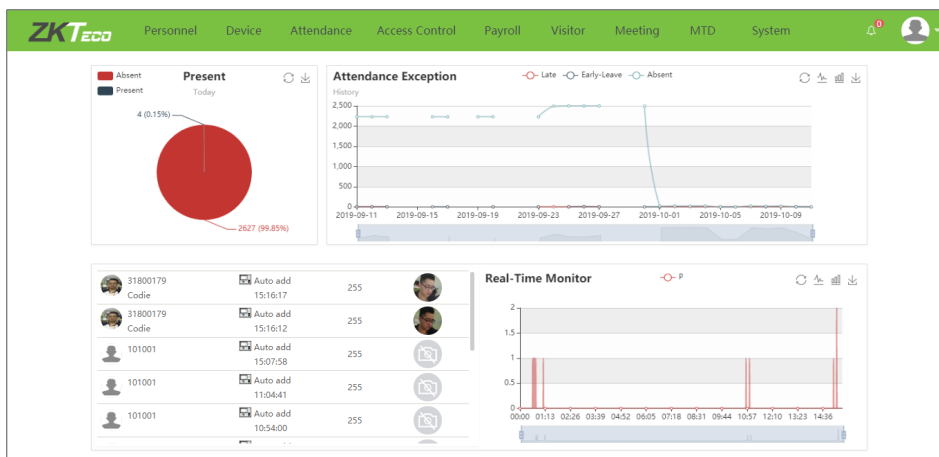 ZKTECO Personnel Device Attendance Access Control Payroll Visitor Meeting MTD System 0
Absent
Present
Present
Today
4 (0.15%)
2627 (99.85%)
Attendance Exception
History
Late Early-Leave Absent
2,500
2,000
1,500
1,000
500
0
2019-09-11 2019-09-15 2019-09-19 2019-09-23 2019-09-27 2019-10-01 2019-10-05 2019-10-09
31800179 Auto add 255
Codie 15:16:17
31800179 Auto add 255
Codie 15:16:12
101001 Auto add 255
15:07:58
101001 Auto add 255
11:04:41
101001 Auto add 255
10:54:00
Real-Time Monitor
p
2
1.5
1
0.5
0
00:00 01:13 02:26 03:39 04:52 06:05 07:18 08:31 09:44 10:57 12:10 13:23 14:36